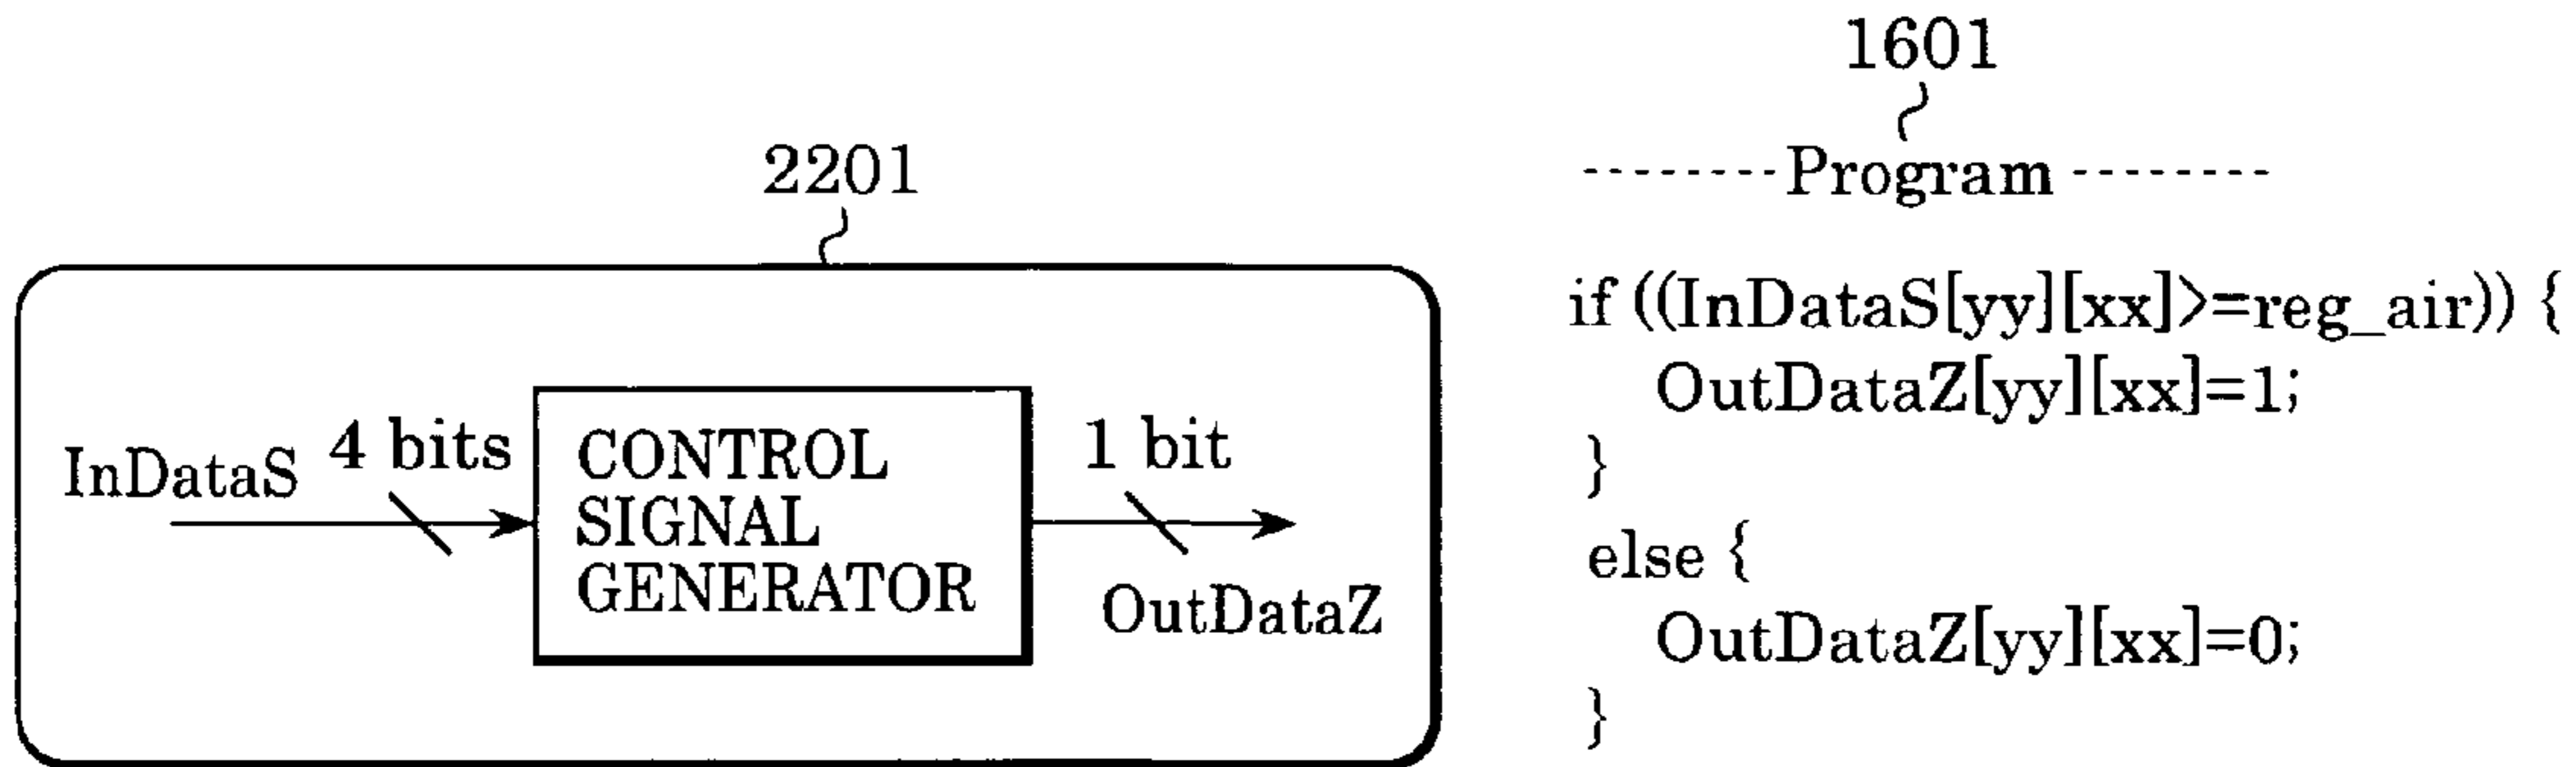 2201
InDataS
4 bits
CONTROL
SIGNAL
GENERATOR
1 bit
OutDataZ
1601
--------Program--------
if ((InDataS[yy][xx]>=reg_air)) {
OutDataZ[yy][xx]=1;
}
else {
OutDataZ[yy][xx]=0;
}